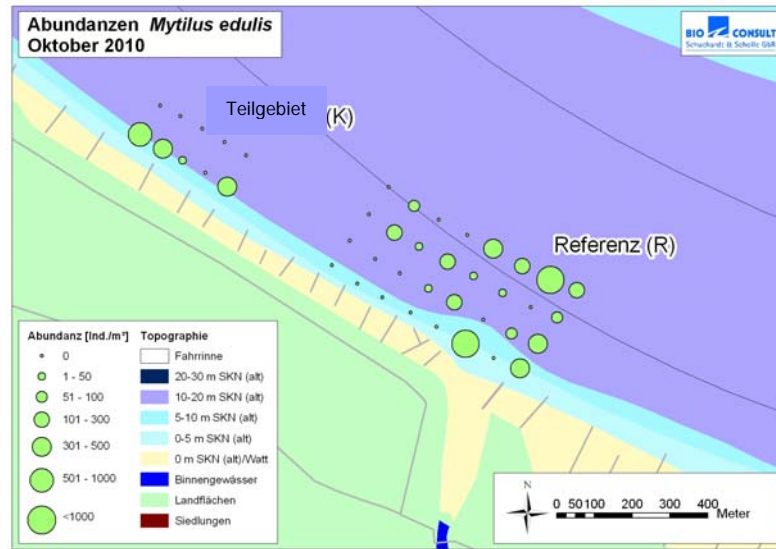 Abundanzen Mytilus edulis
Oktober 2010
BIO CONSULT
Schuchardt & Scholle GbR
Teilgebiet (K)
Referenz (R)
Abundanz [Ind./m²]
0
1 - 50
51 - 100
101 - 300
301 - 500
501 - 1000
<1000
Topographie
Fahrrinne
20-30 m SKN (alt)
10-20 m SKN (alt)
5-10 m SKN (alt)
0-5 m SKN (alt)
0 m SKN (alt)/Watt
Binnengewässer
Landflächen
Siedlungen
N
0 50 100 200 300 400
Meter